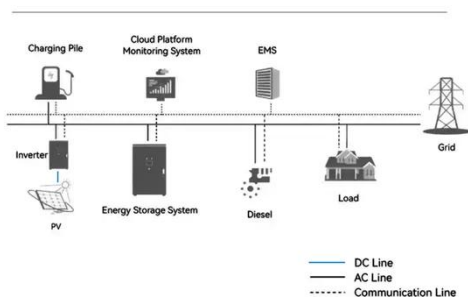 Charging Pile
Cloud Platform
Monitoring System
EMS
Grid
Inverter
PV
Energy Storage System
Diesel
Load
DC Line
AC Line
Communication Line